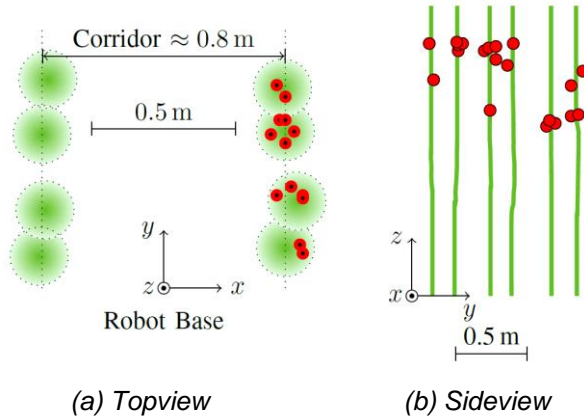 Corridor ≈ 0.8 m
0.5 m
y
z
x
Robot Base
z
x
y
0.5 m
(a) Topview
(b) Sideview